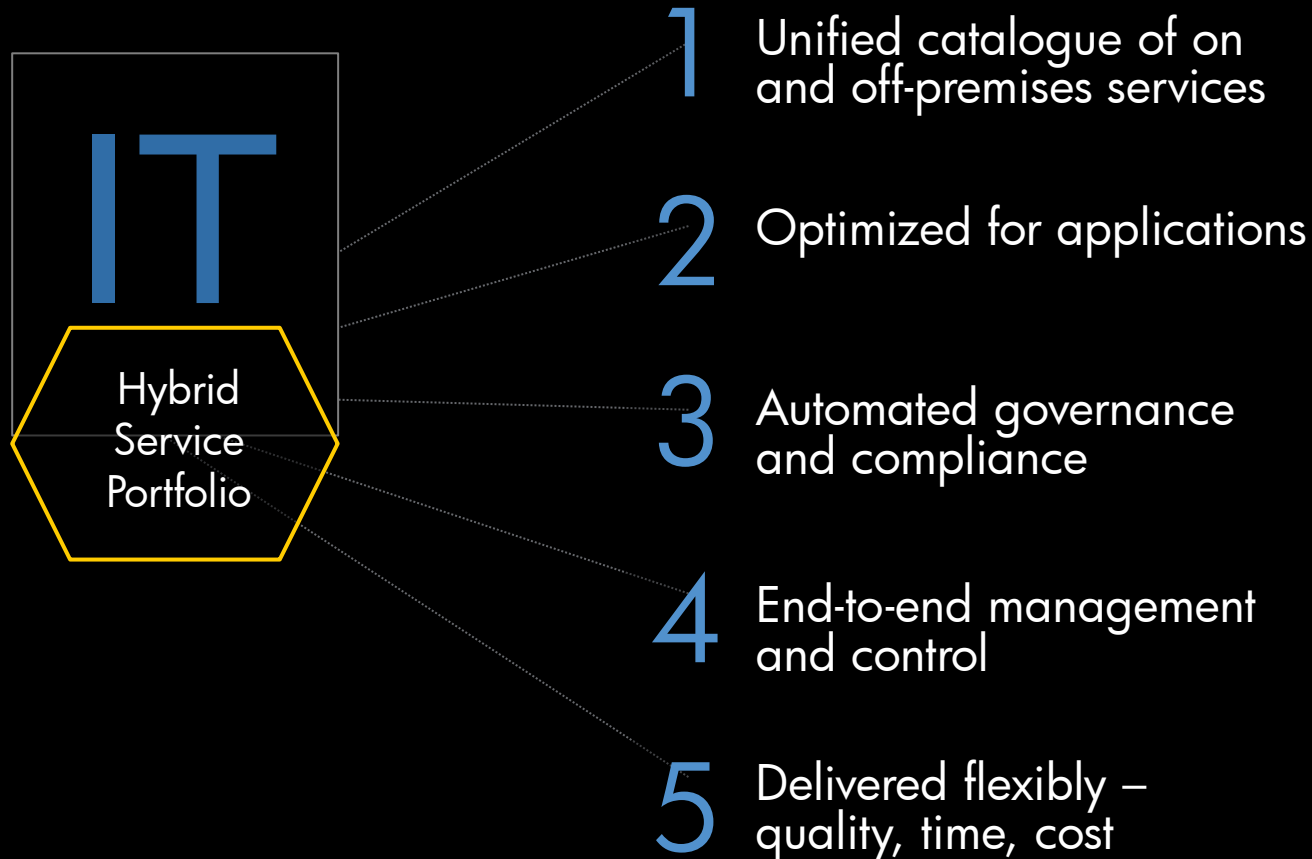 IT
Hybrid
Service
Portfolio
1
Unified catalogue of on
and off-premises services
2
Optimized for applications
3
Automated governance
and compliance
4
End-to-end management
and control
5
Delivered flexibly –
quality, time, cost